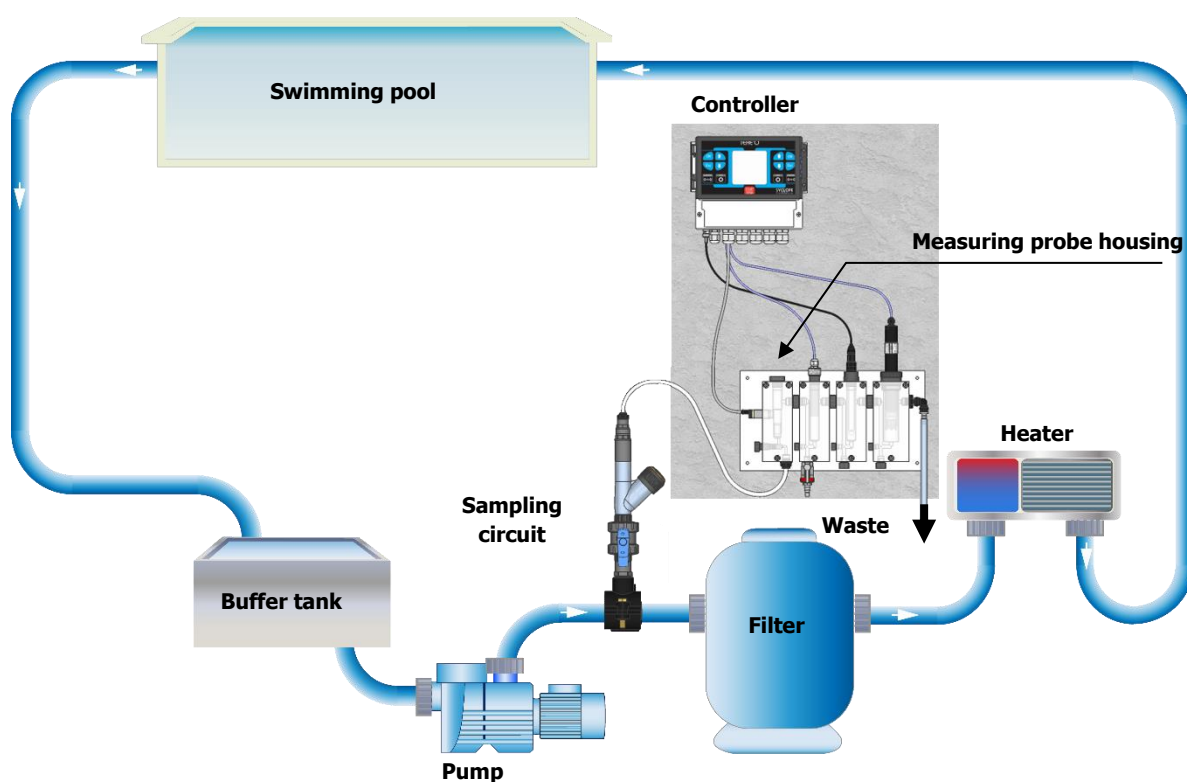 Swimming pool
Controller
Measuring probe housing
Heater
Sampling
circuit
Waste
Buffer tank
Filter
Pump